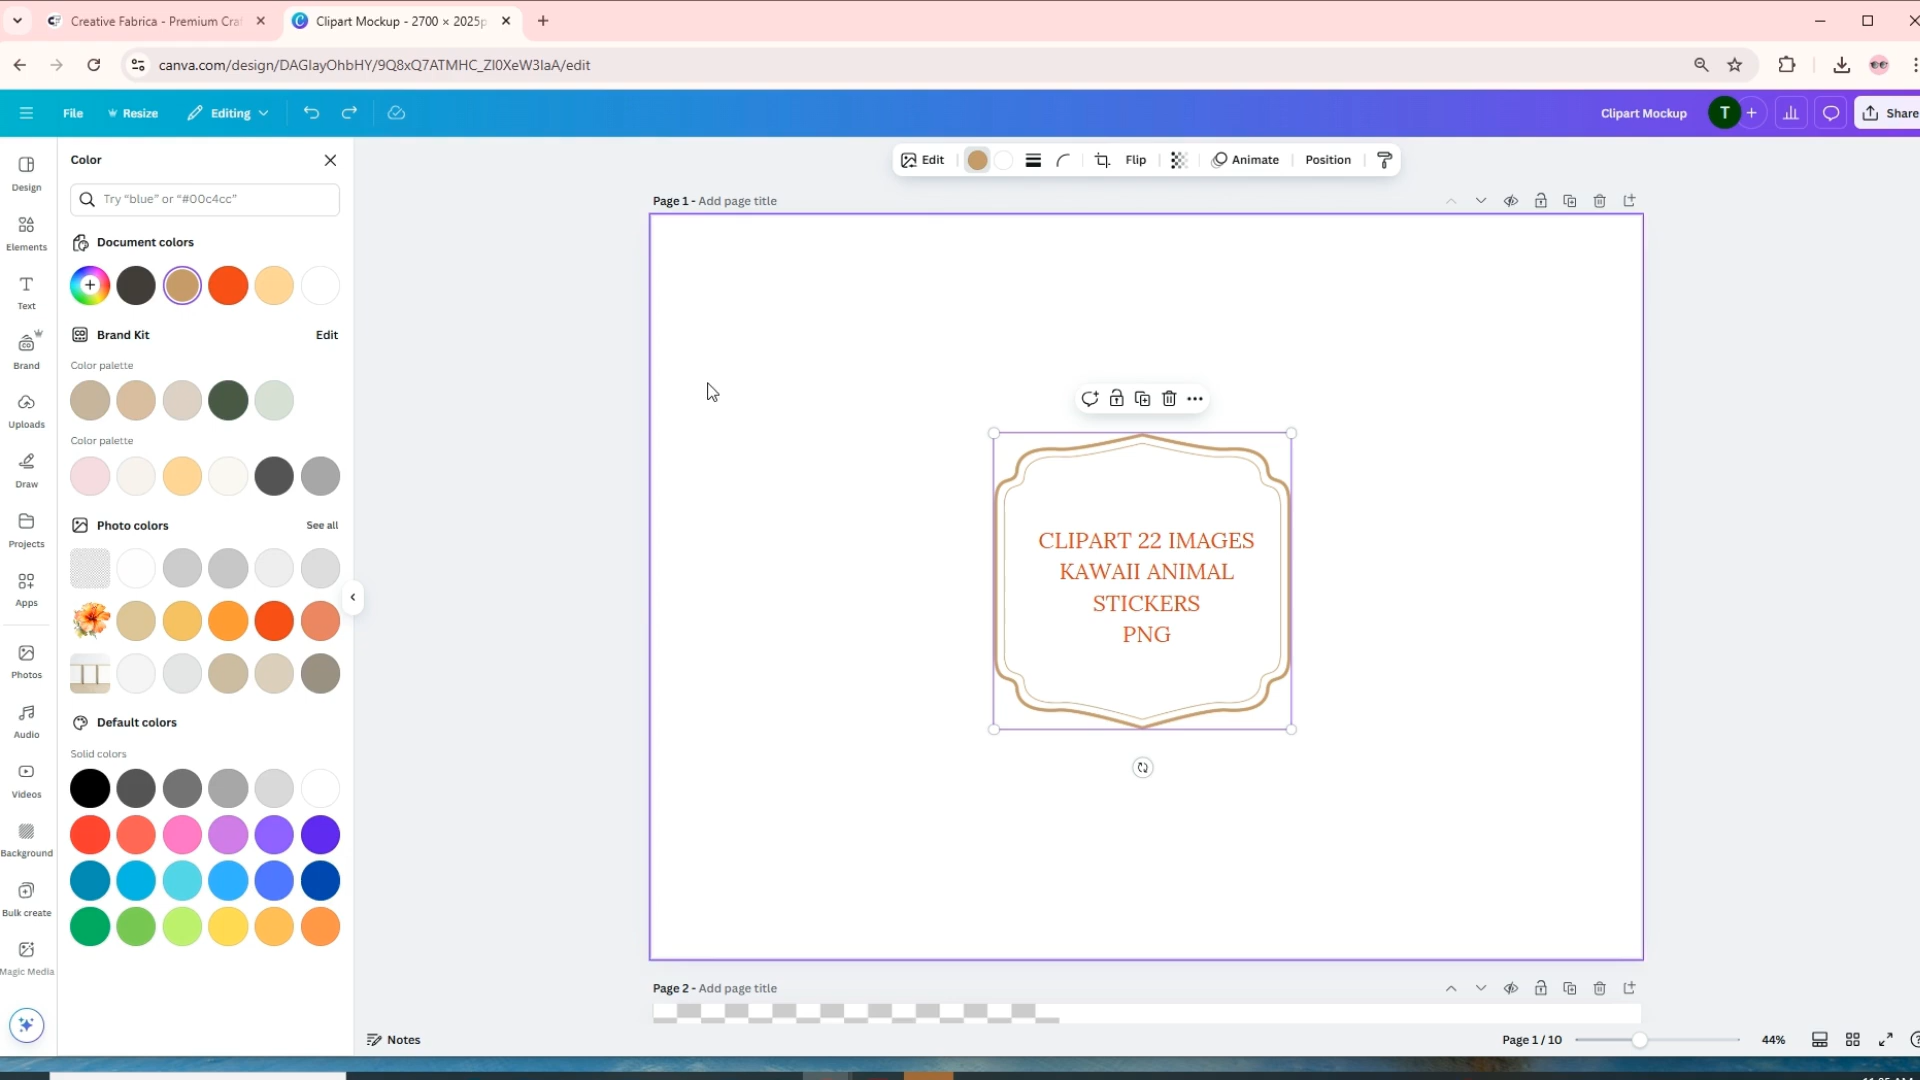 Creative Fabrica - Premium Cra
Clipart Mockup - 2700 × 2025p
canva.com/design/DAGIayOhbHY/9Q8xQ7ATMHC_ZI0XeW3IaA/edit
File
Resize
Editing
Clipart Mockup
T
Share
Design
Elements
Text
Brand
Uploads
Draw
Projects
Apps
Photos
Audio
Videos
Background
Bulk create
Magic Media
Color
Try “blue” or “#00c4cc”
Document colors
Brand Kit
Edit
Color palette
Color palette
Photo colors
See all
Default colors
Solid colors
Edit
Flip
Animate
Position
Page 1 - Add page title
CLIPART 22 IMAGES
KAWAII ANIMAL
STICKERS
PNG
Page 2 - Add page title
Notes
Page 1 / 10
44%